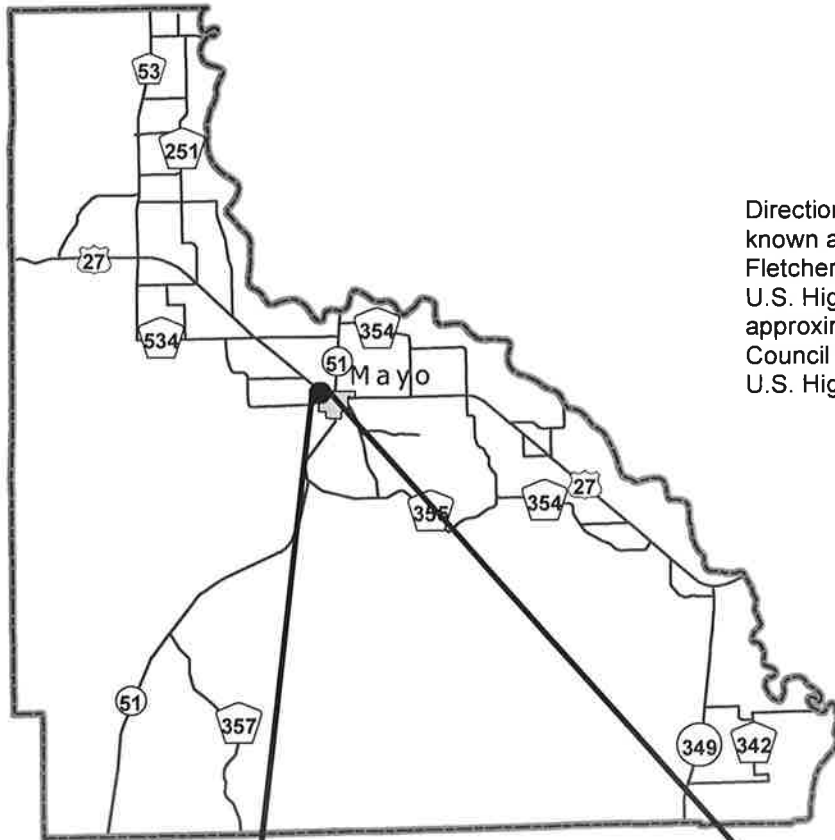 53
251
27
534
354
51
Mayo
355
354
27
51
357
349
342
Direction
known a
Fletcher
U.S. Hig
approxim
Council
U.S. Hig